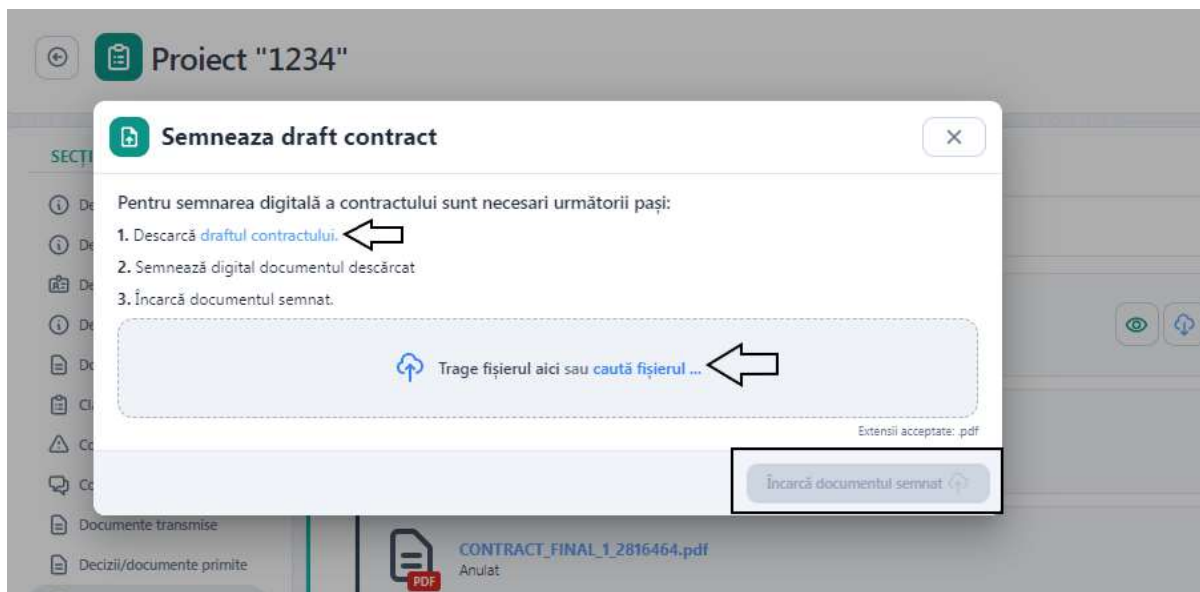 Proiect "1234"
Semneaza draft contract
SECȚI
Pentru semnarea digitală a contractului sunt necesari următorii pași:
1. Descarcă draftul contractului.
2. Semnează digital documentul descărcat
3. Încarcă documentul semnat.
Trage fișierul aici sau caută fișierul ...
Extensii acceptate: .pdf
Încarcă documentul semnat
Documente transmise
Decizii/documente primite
CONTRACT_FINAL_1_2816464.pdf
Anulat
PDF